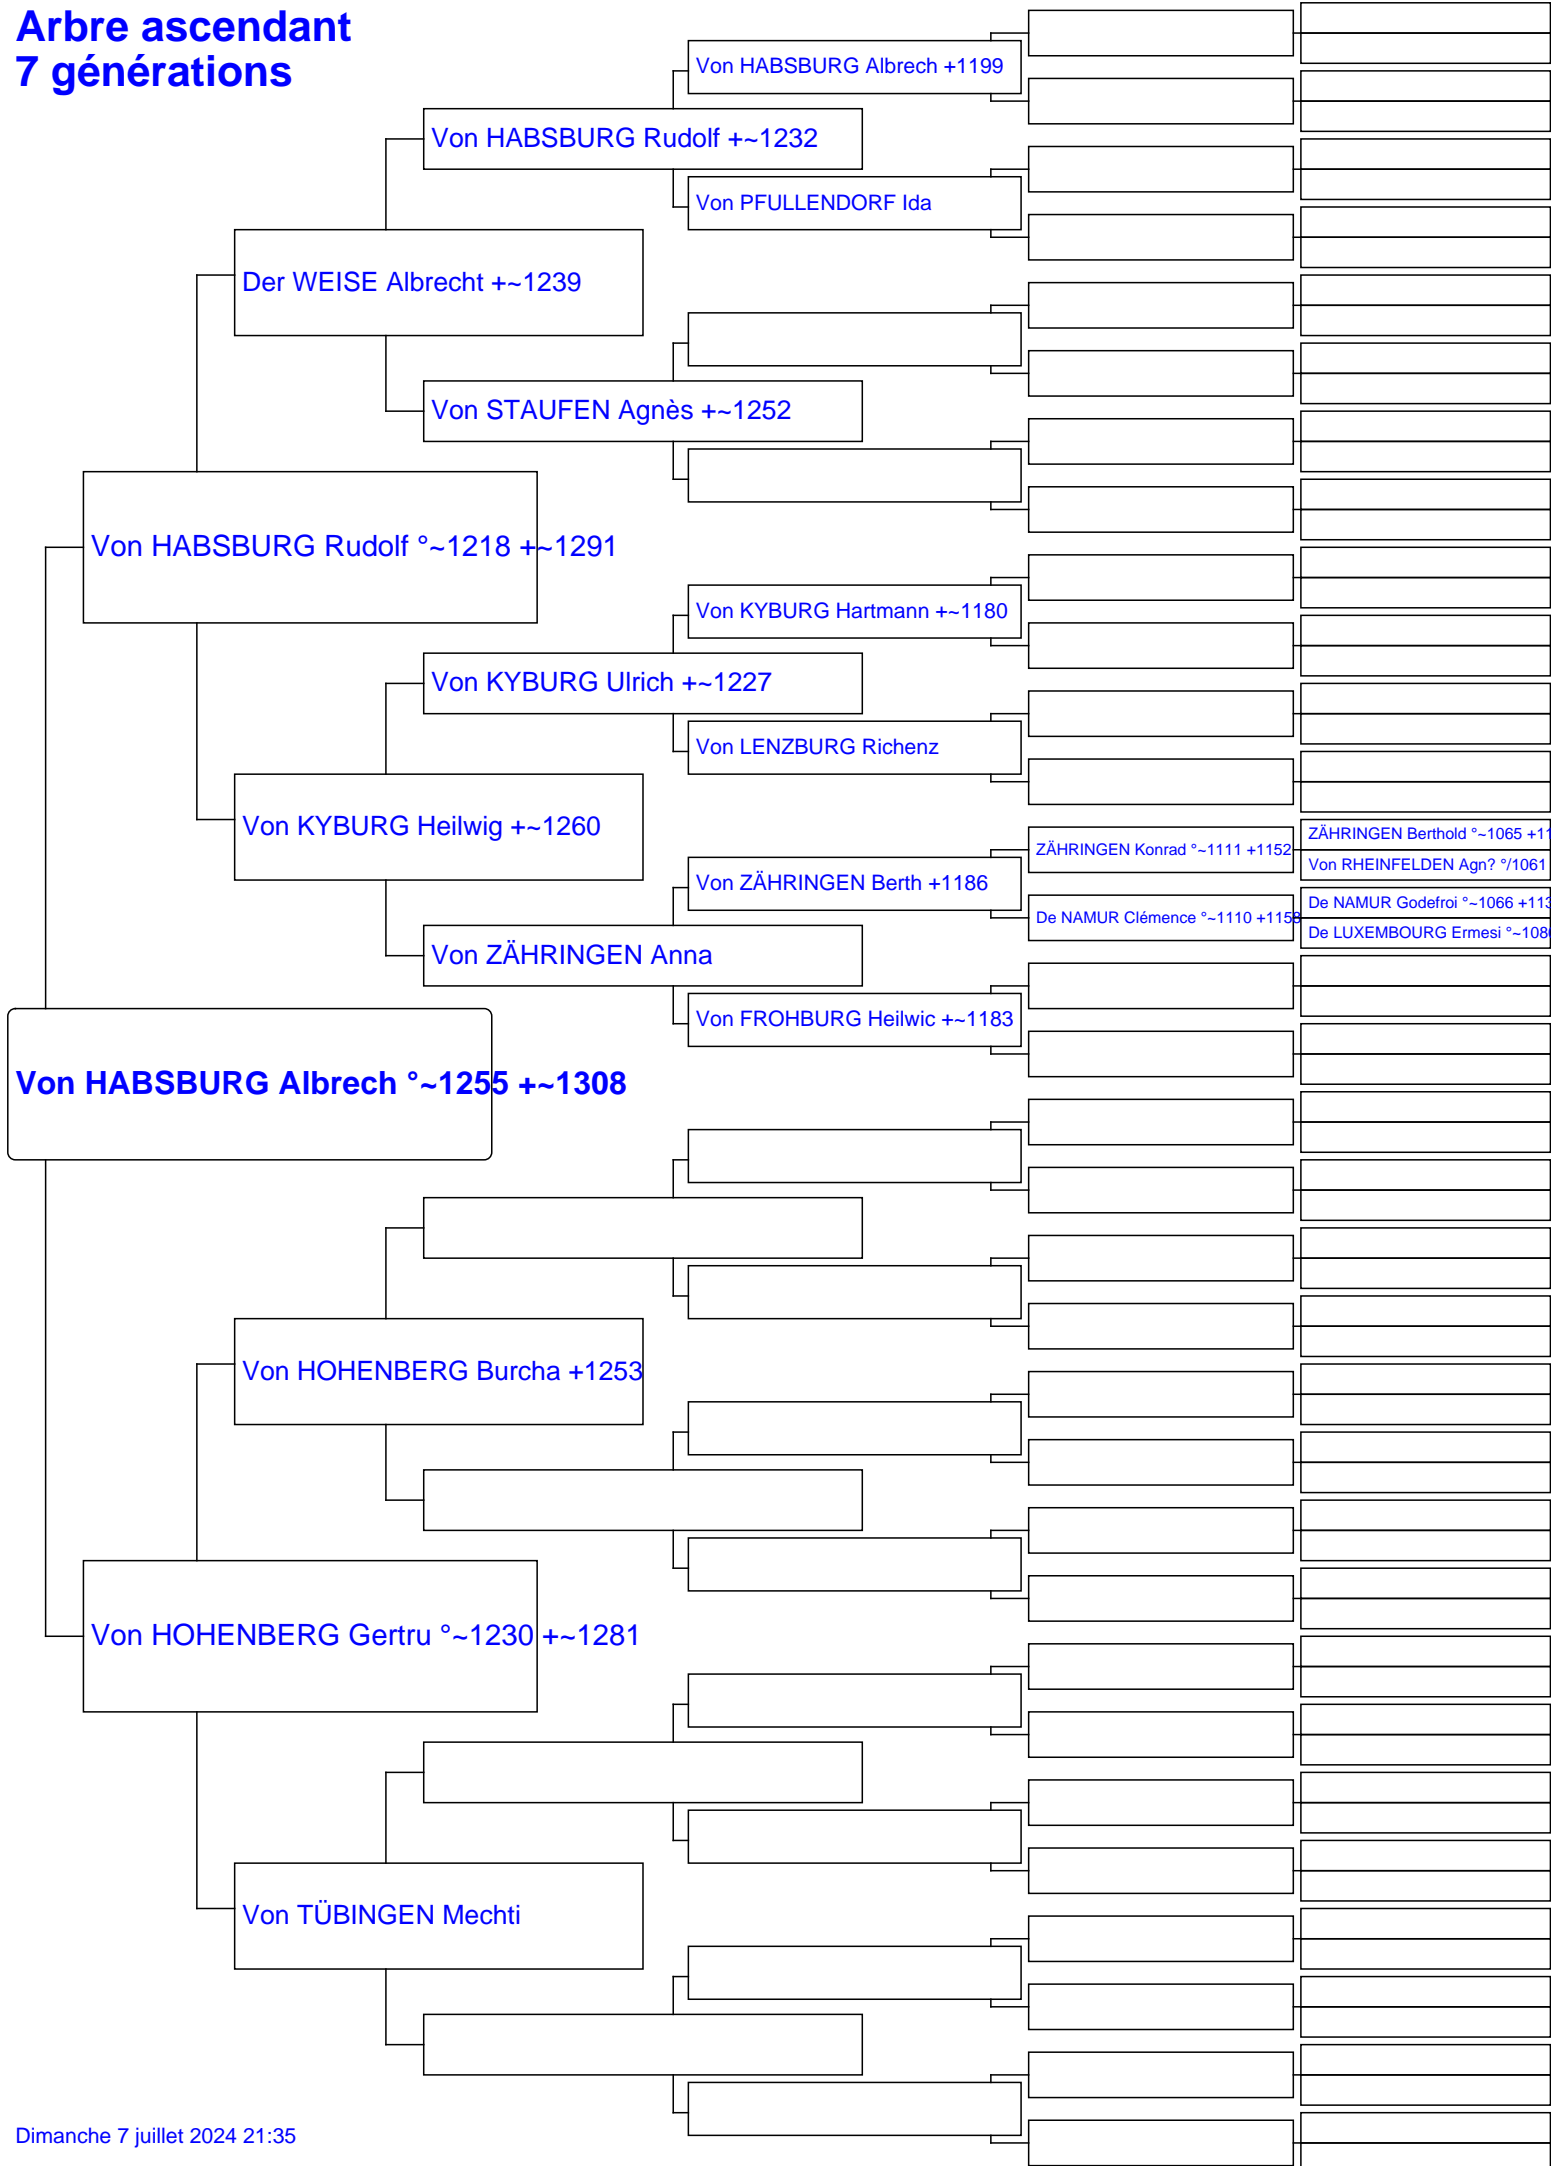 Arbre ascendant
7 générations
Von HABSBURG Albrech +1199
Von HABSBURG Rudolf +~1232
Von PFULLENDORF Ida
Der WEISE Albrecht +~1239
Von STAUFEN Agnès +~1252
Von HABSBURG Rudolf °~1218 +~1291
Von KYBURG Hartmann +~1180
Von KYBURG Ulrich +~1227
Von LENZBURG Richenz
Von KYBURG Heilwig +~1260
ZÄHRINGEN Berthold °~1065 +11
ZÄHRINGEN Konrad °~1111 +1152
Von RHEINFELDEN Agn? °/1061
Von ZÄHRINGEN Berth +1186
De NAMUR Godefroi °~1066 +113
De NAMUR Clémence °~1110 +1158
De LUXEMBOURG Ermesi °~108
Von ZÄHRINGEN Anna
Von FROHBURG Heilwic +~1183
Von HABSBURG Albrech °~1255 +~1308
Von HOHENBERG Burcha +1253
Von HOHENBERG Gertru °~1230 +~1281
Von TÜBINGEN Mechti
Dimanche 7 juillet 2024 21:35